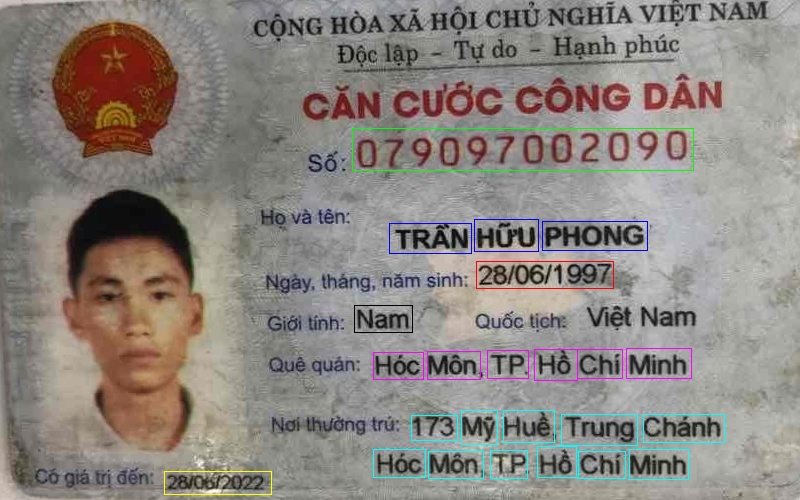 CỘNG HÒA XÃ HỘI CHỦ NGHĨA VIỆT NAM
Độc lập - Tự do - Hạnh phúc
CĂN CƯỚC CÔNG DÂN
Số: 079097002090
Họ và tên:
TRẦN HỮU PHONG
Ngày, tháng, năm sinh: 28/06/1997
Giới tính: Nam Quốc tịch: Việt Nam
Quê quán: Hóc Môn, TP. Hồ Chí Minh
Nơi thường trú: 173 Mỹ Huề, Trung Chánh
Hóc Môn, TP. Hồ Chí Minh
Có giá trị đến: 28/06/2022